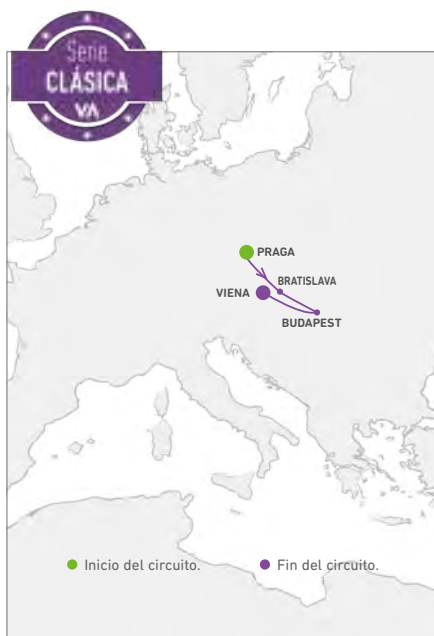 Serie
CLÁSICA
VA
PRAGA
BRATISLAVA
VIENA
BUDAPEST
Inicio del circuito.
Fin del circuito.